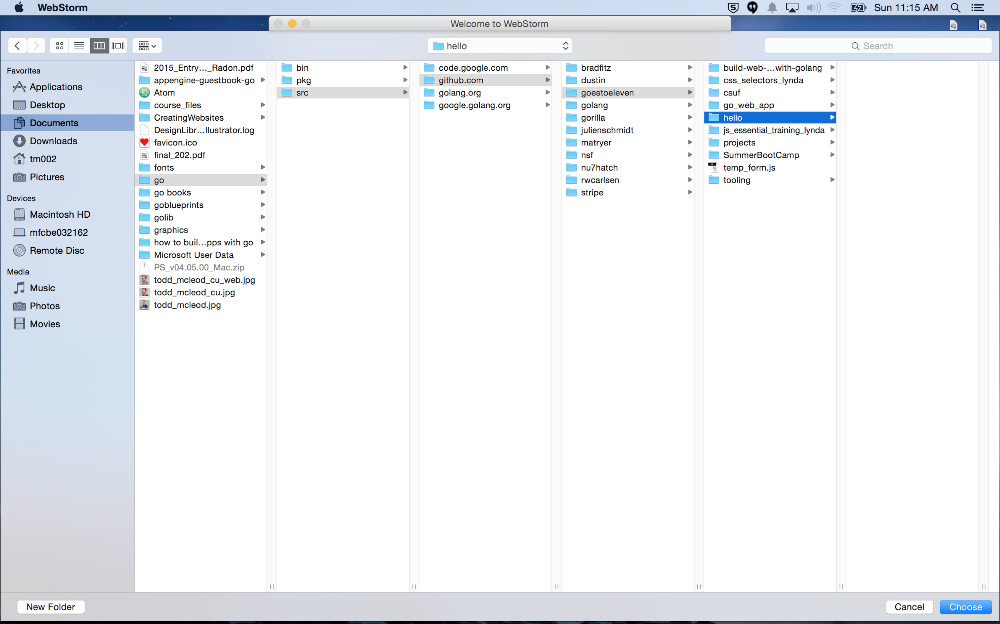 WebStorm
Sun 11:15 AM
Welcome to WebStorm
hello
Search
Favorites
Applications
Desktop
Documents
Downloads
tm002
Pictures
Devices
Macintosh HD
mfcbe032162
Remote Disc
Media
Music
Photos
Movies
2015_Entry..._Radon.pdf
appengine-guestbook-go
Atom
course_files
CreatingWebsites
DesignLibr...llustrator.log
favicon.ico
final_202.pdf
fonts
go
go books
goblueprints
golib
graphics
how to buil...pps with go
Microsoft User Data
PS_v04.05.00_Mac.zip
todd_mcleod_cu_web.jpg
todd_mcleod_cu.jpg
todd_mcleod.jpg
bin
pkg
src
code.google.com
github.com
golang.org
google.golang.org
bradfitz
dustin
goestoeleven
golang
gorilla
julienschmidt
matryer
nsf
nu7hatch
rwcarlsen
stripe
build-web-...with-golang
css_selectors_lynda
csuf
go_web_app
hello
js_essential_training_lynda
projects
SummerBootCamp
temp_form.js
tooling
New Folder
Cancel
Choose